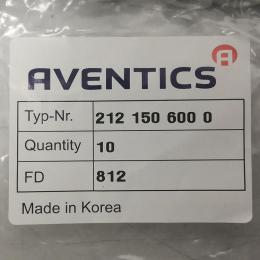 AVENTICS
Typ-Nr. 212 150 600 0
Quantity 10
FD 812
Made in Korea